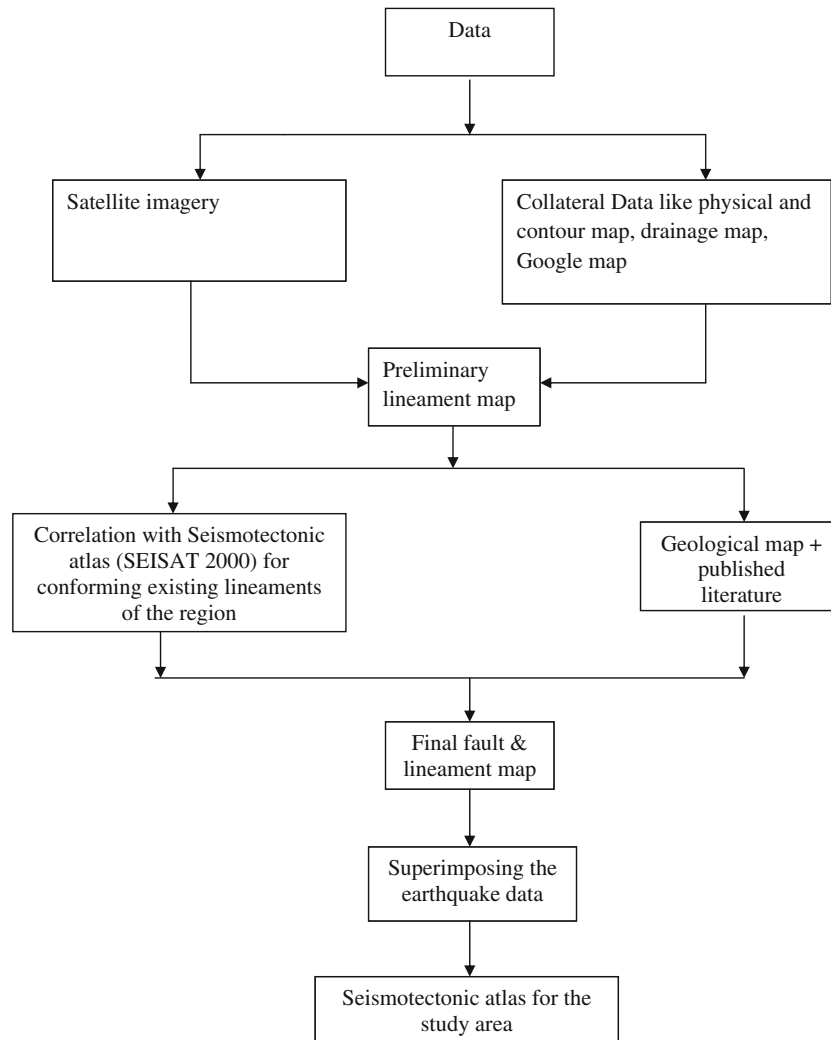 Data
Satellite imagery
Collateral Data like physical and
contour map, drainage map,
Google map
Preliminary
lineament map
Correlation with Seismotectonic
atlas (SEISAT 2000) for
conforming existing lineaments
of the region
Geological map +
published
literature
Final fault &
lineament map
Superimposing the
earthquake data
Seismotectonic atlas for the
study area